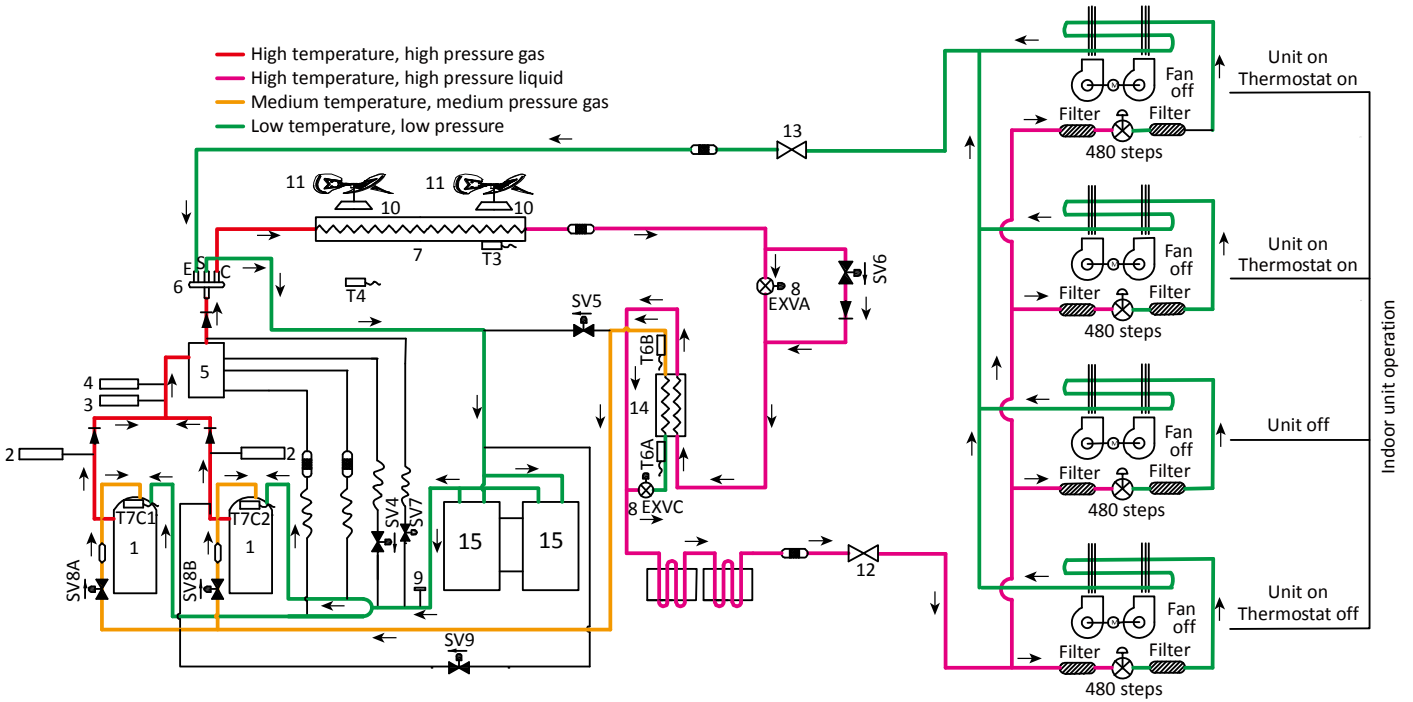 High temperature, high pressure gas
High temperature, high pressure liquid
Medium temperature, medium pressure gas
Low temperature, low pressure
13
11
11
10
10
7
T3
T4
E
S
C
6
SV5
8
EXVA
SV6
T6B
14
T6A
8
EXVC
5
4
3
2
2
T7C1
T7C2
1
1
SV8A
SV8B
SV4
SV7
9
15
15
SV9
12
Fan
off
M
Filter
Filter
480 steps
Unit on
Thermostat on
Fan
off
M
Filter
Filter
480 steps
Unit on
Thermostat on
Fan
off
M
Filter
Filter
480 steps
Unit off
Fan
off
M
Filter
Filter
480 steps
Unit on
Thermostat off
Indoor unit operation